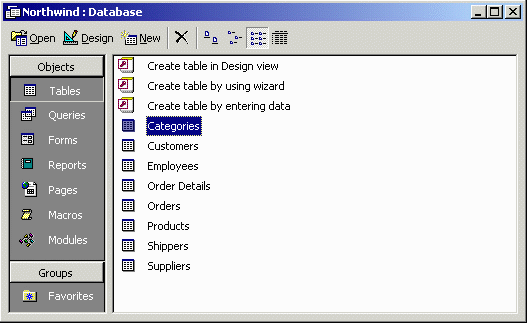 Northwind : Database
Open Design New
Objects
Tables
Queries
Forms
Reports
Pages
Macros
Modules
Groups
Favorites
Create table in Design view
Create table by using wizard
Create table by entering data
Categories
Customers
Employees
Order Details
Orders
Products
Shippers
Suppliers